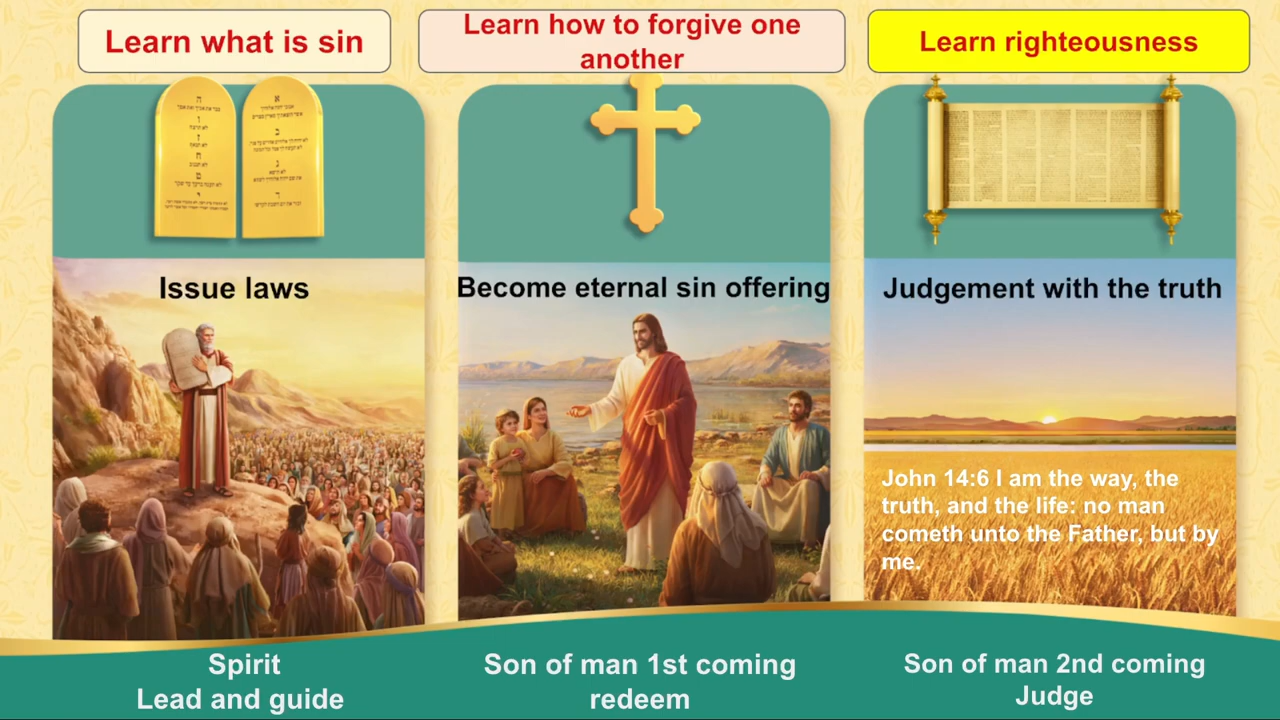 Learn what is sin
Learn how to forgive one
another
Learn righteousness
Issue laws
Become eternal sin offering
Judgement with the truth
John 14:6 I am the way, the
truth, and the life: no man
cometh unto the Father, but by
me.
Spirit
Lead and guide
Son of man 1st coming
redeem
Son of man 2nd coming
Judge